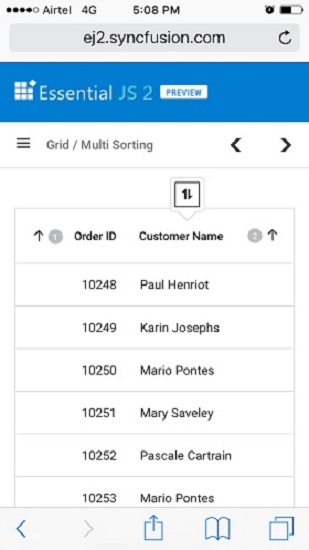 Airtel 4G 5:08 PM
ej2.syncfusion.com
Essential JS 2 PREVIEW
Grid / Multi Sorting
1 Order ID Customer Name 2
10248 Paul Henriot
10249 Karin Josephs
10250 Mario Pontes
10251 Mary Saveley
10252 Pascale Cartrain
10253 Mario Pontes